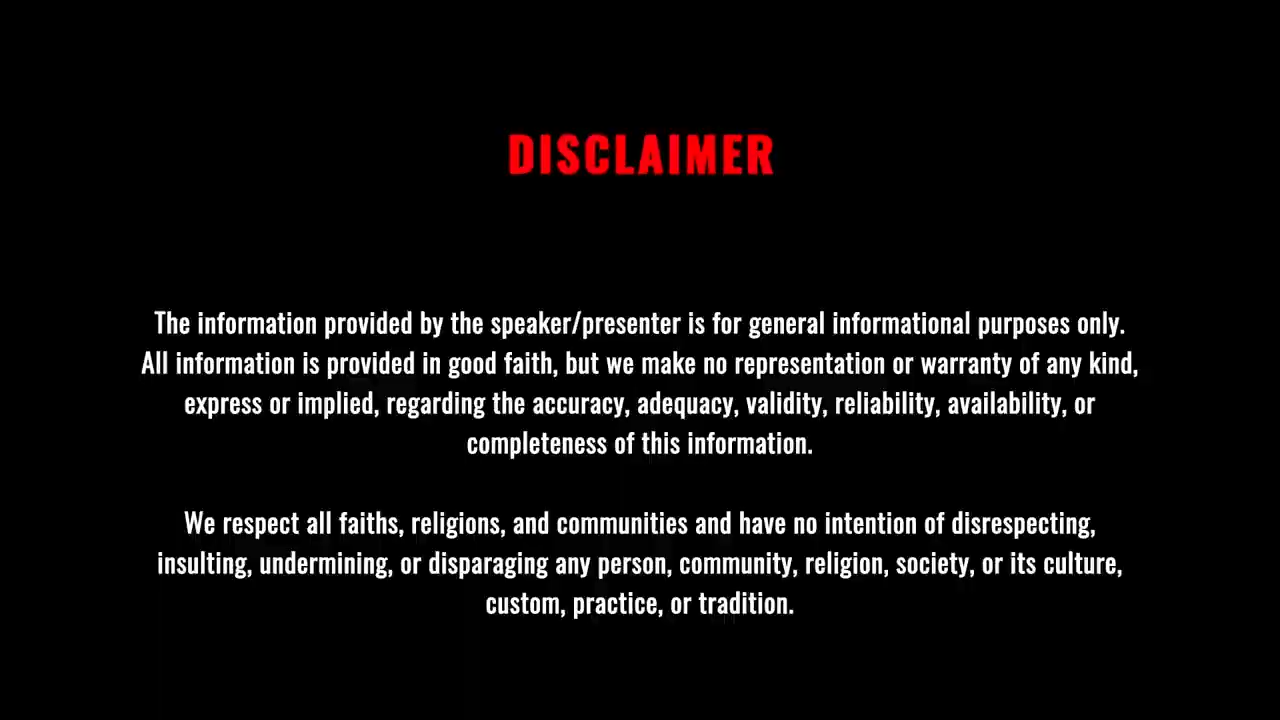 DISCLAIMER
The information provided by the speaker/presenter is for general informational purposes only.
All information is provided in good faith, but we make no representation or warranty of any kind,
express or implied, regarding the accuracy, adequacy, validity, reliability, availability, or
completeness of this information.
We respect all faiths, religions, and communities and have no intention of disrespecting,
insulting, undermining, or disparaging any person, community, religion, society, or its culture,
custom, practice, or tradition.